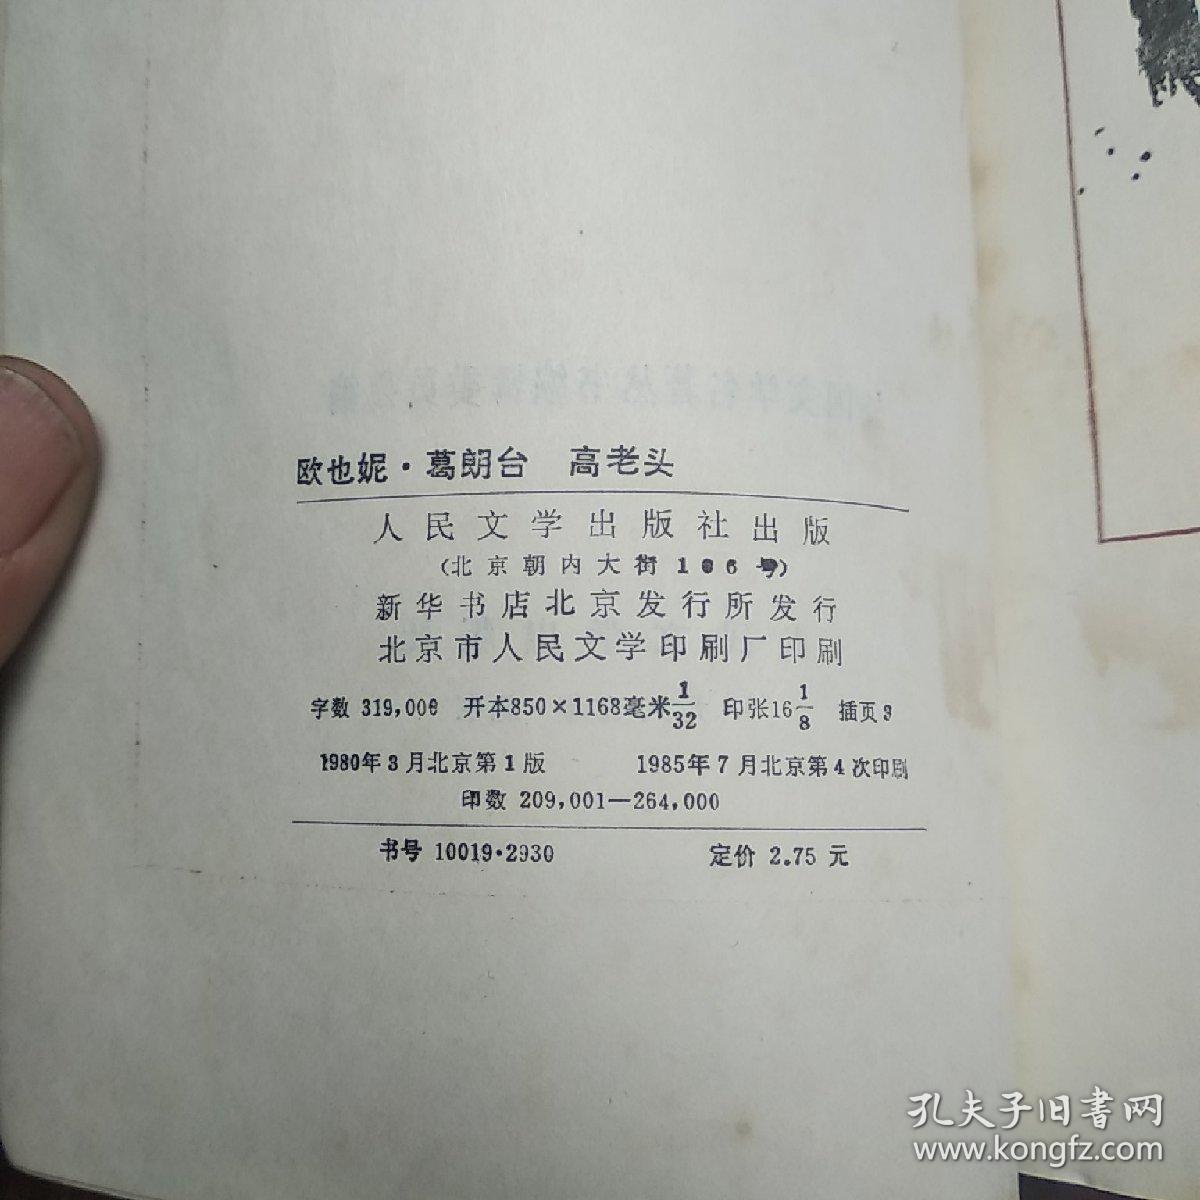 欧也妮·葛朗台 高老头
人民文学出版社出版
(北京朝内大街166号)
新华书店北京发行所发行
北京市人民文学印刷厂印刷
字数 319,000 开本850×1168毫米1/32 印张16 1/8 插页3
1980年3月北京第1版 1985年7月北京第4次印刷
印数 209,001—264,000
书号 10019·2930 定价 2.75 元
孔夫子旧书网
www.kongfz.com